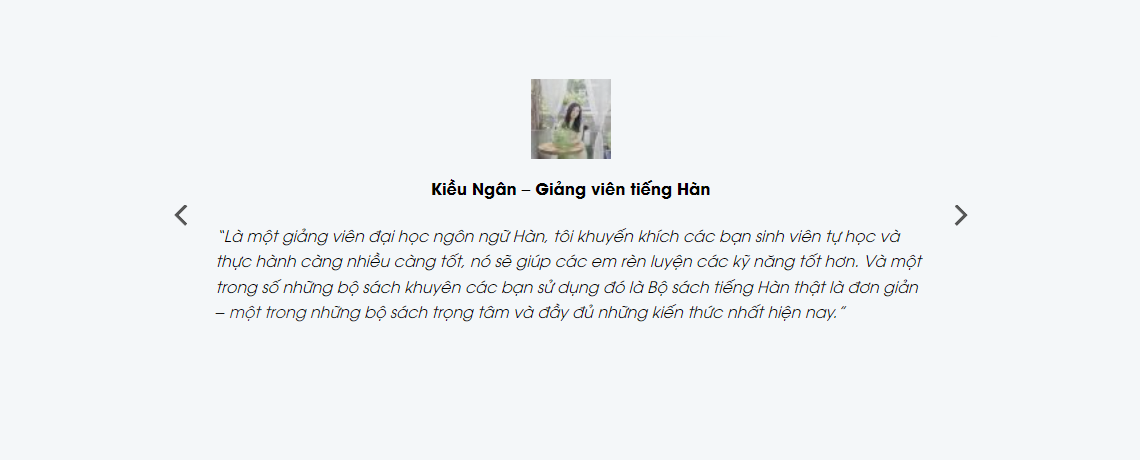 Kiều Ngân – Giảng viên tiếng Hàn
“Là một giảng viên đại học ngôn ngữ Hàn, tôi khuyến khích các bạn sinh viên tự học và
thực hành càng nhiều càng tốt, nó sẽ giúp các em rèn luyện các kỹ năng tốt hơn. Và một
trong số những bộ sách khuyên các bạn sử dụng đó là Bộ sách tiếng Hàn thật là đơn giản
– một trong những bộ sách trọng tâm và đầy đủ những kiến thức nhất hiện nay.”